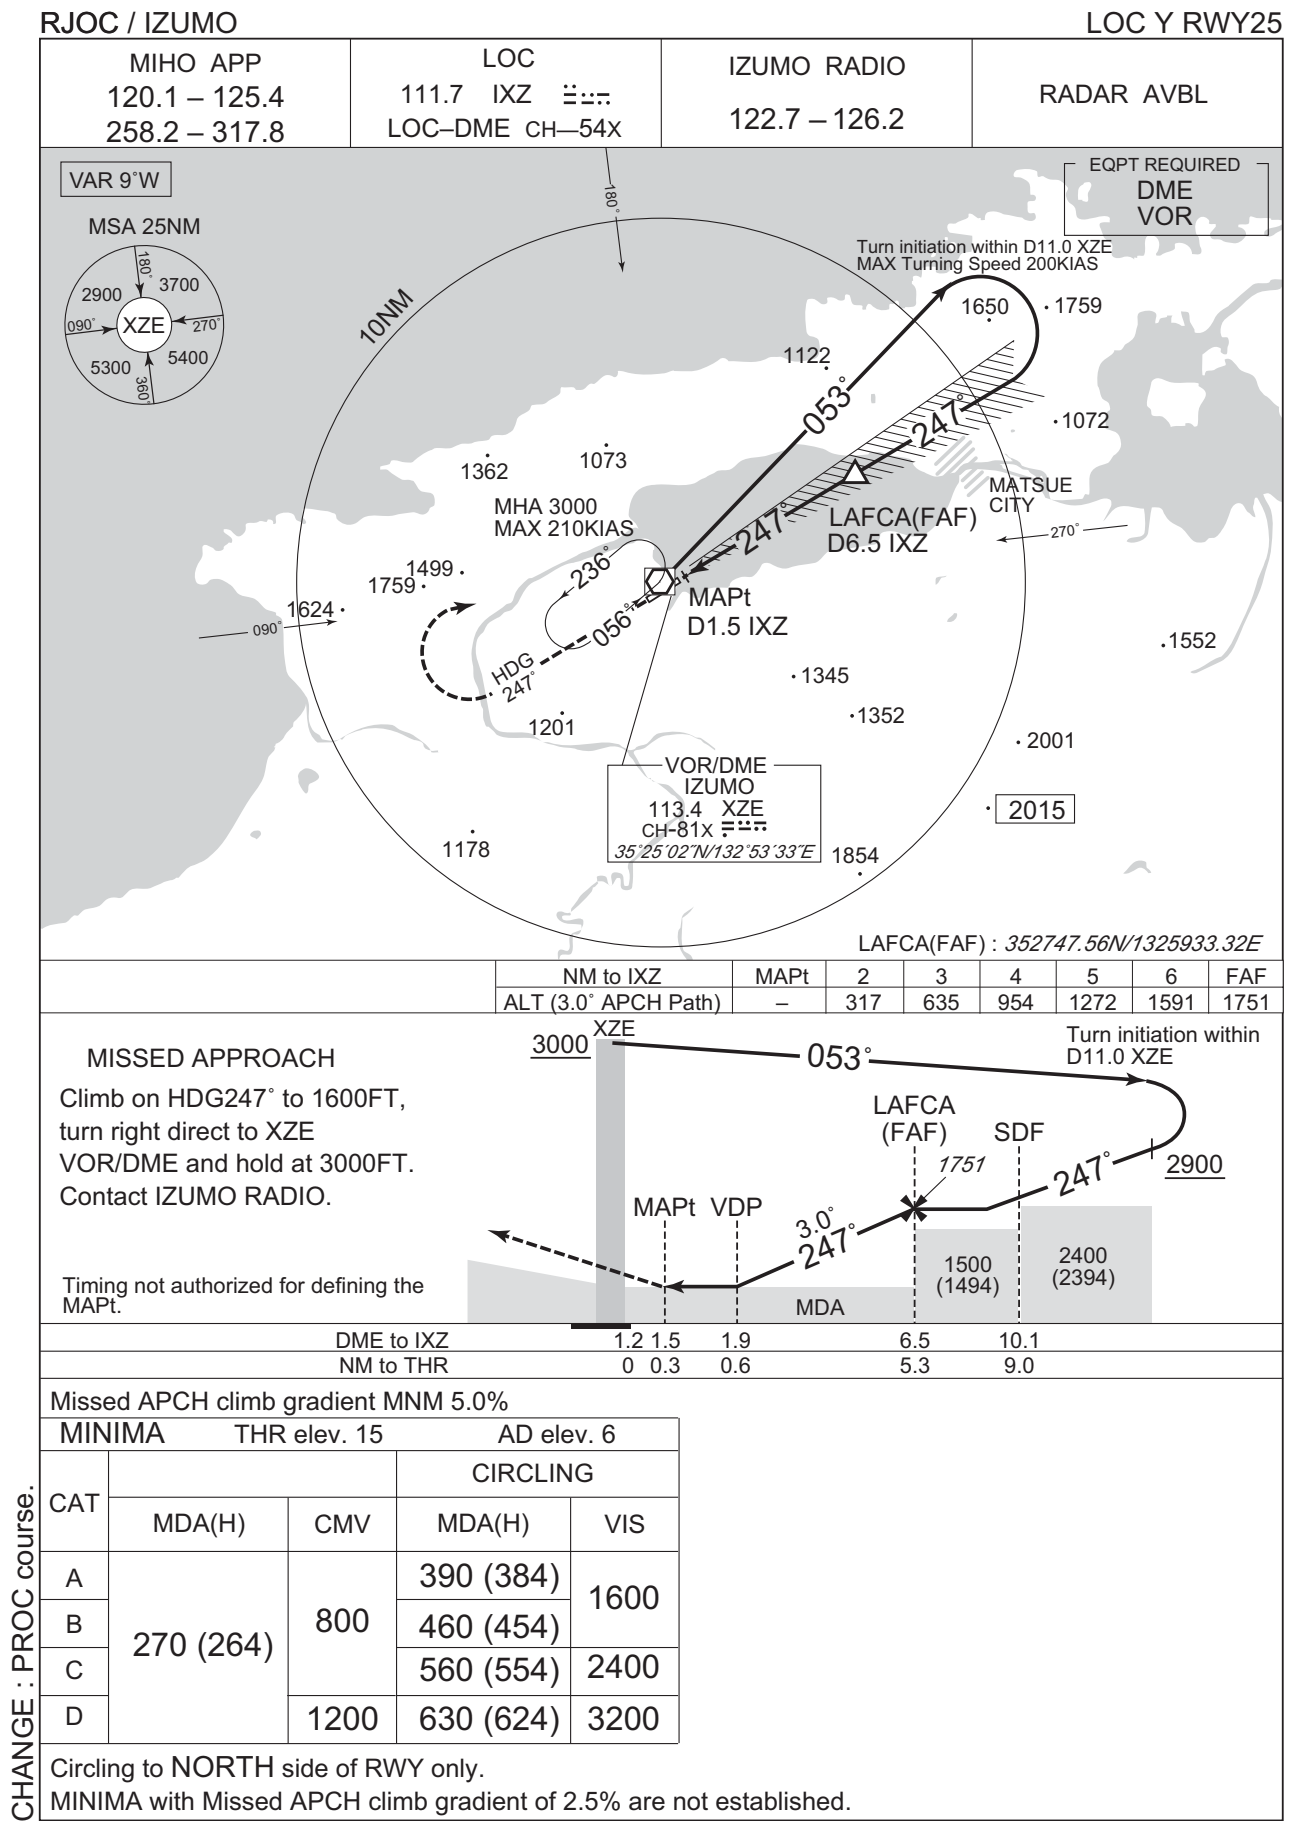 RJOC / IZUMO
LOC Y RWY25
MIHO APP
120.1 – 125.4
258.2 – 317.8
LOC
111.7 IXZ
LOC–DME CH—54X
IZUMO RADIO
122.7 – 126.2
RADAR AVBL
VAR 9˚W
MSA 25NM
180˚
2900
3700
090˚
XZE
270˚
5300
5400
360˚
180˚
EQPT REQUIRED
DME
VOR
Turn initiation within D11.0 XZE
MAX Turning Speed 200KIAS
10NM
1650
1759
1122
053˚
247˚
1072
1362
1073
MHA 3000
MAX 210KIAS
MATSUE
CITY
LAFCA(FAF)
D6.5 IXZ
247˚
270˚
236˚
1499
1759
1624
090˚
MAPt
D1.5 IXZ
056˚
HDG
247˚
1552
1345
1352
1201
2001
VOR/DME
IZUMO
113.4 XZE
CH-81X
35˚25´02˝N/132˚53´33˝E
2015
1178
1854
LAFCA(FAF) : 352747.56N/1325933.32E
NM to IXZ MAPt 2 3 4 5 6 FAF
ALT (3.0˚ APCH Path) – 317 635 954 1272 1591 1751
MISSED APPROACH
Climb on HDG247˚ to 1600FT,
turn right direct to XZE
VOR/DME and hold at 3000FT.
Contact IZUMO RADIO.
Timing not authorized for defining the
MAPt.
XZE
3000
053˚
Turn initiation within
D11.0 XZE
LAFCA
(FAF)
SDF
1751
247˚
2900
MAPt VDP
3.0˚
247˚
1500
(1494)
2400
(2394)
MDA
DME to IXZ 1.2 1.5 1.9 6.5 10.1
NM to THR 0 0.3 0.6 5.3 9.0
Missed APCH climb gradient MNM 5.0%
MINIMA THR elev. 15 AD elev. 6
CAT
CIRCLING
MDA(H) CMV MDA(H) VIS
A 390 (384)
1600
B 460 (454)
800
270 (264)
C 560 (554) 2400
D 1200 630 (624) 3200
Circling to NORTH side of RWY only.
MINIMA with Missed APCH climb gradient of 2.5% are not established.
CHANGE : PROC course.